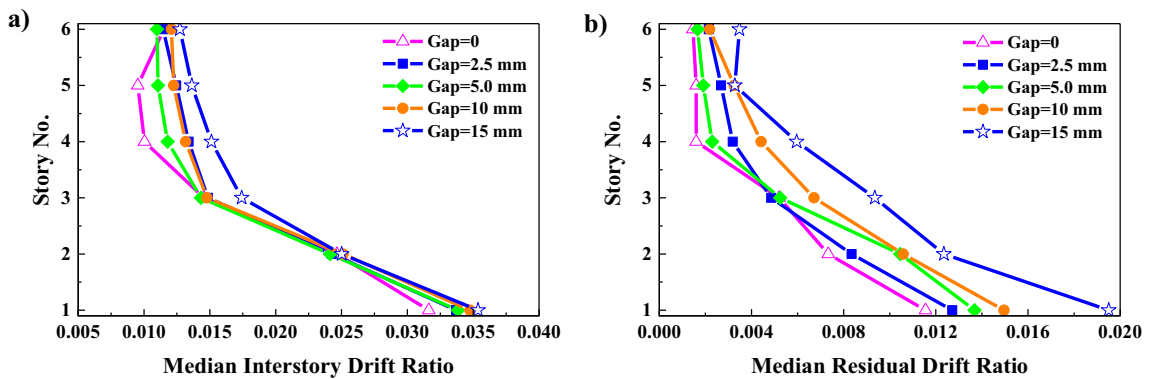 a)
6
5
4
3
2
1
Story No.
Gap=0
Gap=2.5 mm
Gap=5.0 mm
Gap=10 mm
Gap=15 mm
0.005 0.010 0.015 0.020 0.025 0.030 0.035 0.040
Median Interstory Drift Ratio
b)
6
5
4
3
2
1
Story No.
Gap=0
Gap=2.5 mm
Gap=5.0 mm
Gap=10 mm
Gap=15 mm
0.000 0.004 0.008 0.012 0.016 0.020
Median Residual Drift Ratio